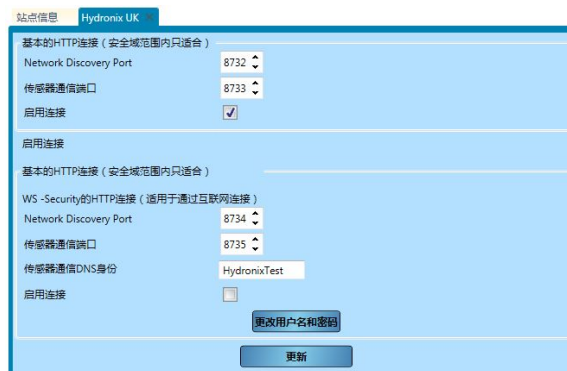 站点信息 Hydronix UK ×
基本的HTTP连接（安全域范围内只适合）
Network Discovery Port 8732
传感器通信端口 8733
启用连接
启用连接
基本的HTTP连接（安全域范围内只适合）
WS -Security的HTTP连接（适用于通过互联网连接）
Network Discovery Port 8734
传感器通信端口 8735
传感器通信DNS身份 HydronixTest
启用连接
更改用户名和密码
更新